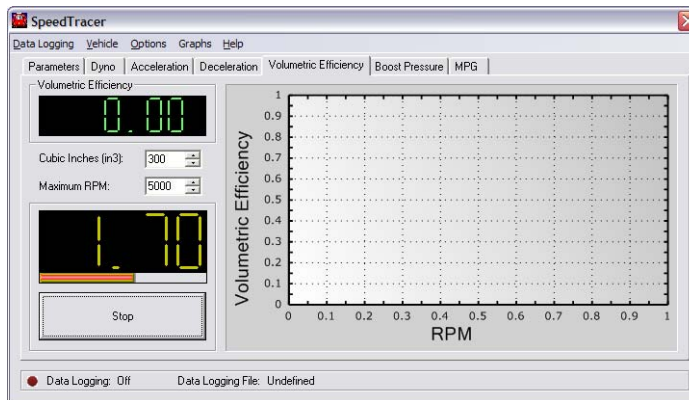 SpeedTracer
Data Logging Vehicle Options Graphs Help
Parameters Dyno Acceleration Deceleration Volumetric Efficiency Boost Pressure MPG
Volumetric Efficiency
0.00
Cubic Inches (in3): 300
Maximum RPM: 5000
1.70
Stop
Volumetric Efficiency
1
0.9
0.8
0.7
0.6
0.5
0.4
0.3
0.2
0.1
0
0 0.1 0.2 0.3 0.4 0.5 0.6 0.7 0.8 0.9 1
RPM
Data Logging: Off Data Logging File: Undefined